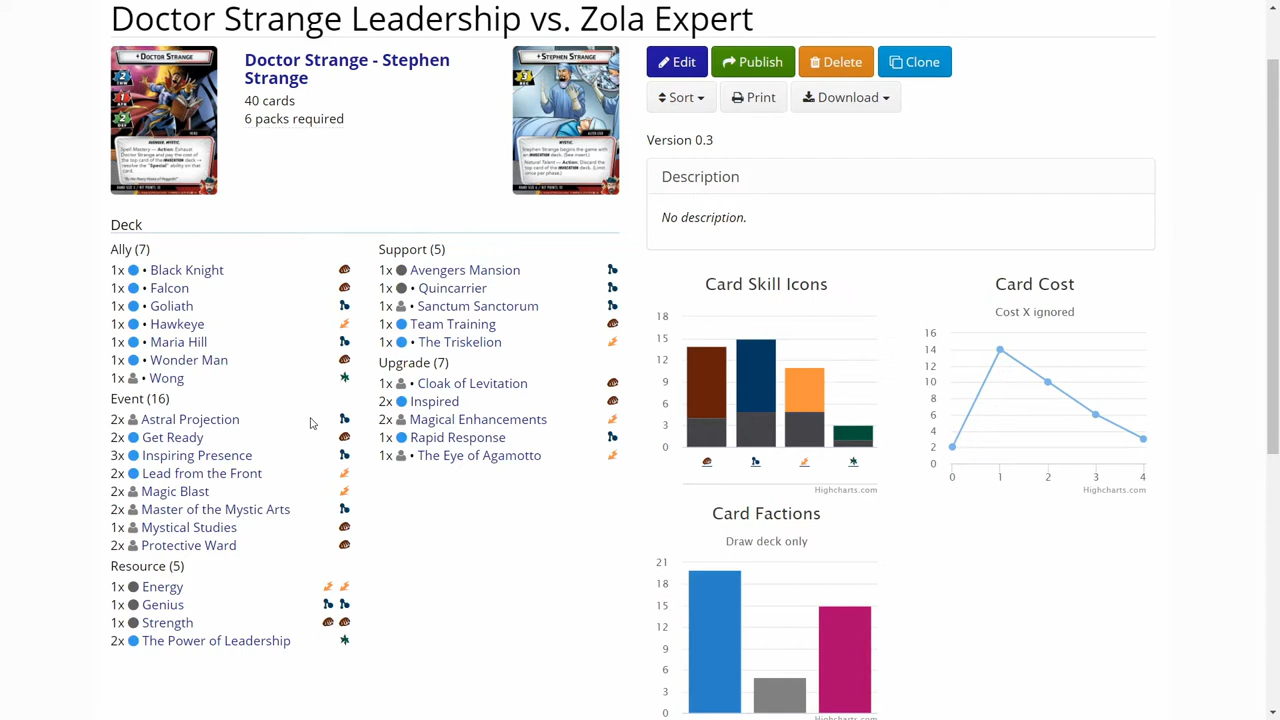 Doctor Strange Leadership vs. Zola Expert
DOCTOR STRANGE
Doctor Strange - Stephen
Strange
40 cards
6 packs required
STEPHEN STRANGE
Edit
Publish
Delete
Clone
Sort
Print
Download
Version 0.3
Description
No description.
Deck
Ally (7)
1x • Black Knight
1x • Falcon
1x • Goliath
1x • Hawkeye
1x • Maria Hill
1x • Wonder Man
1x • Wong
Event (16)
2x Astral Projection
2x Get Ready
3x Inspiring Presence
2x Lead from the Front
2x Magic Blast
2x Master of the Mystic Arts
1x Mystical Studies
2x Protective Ward
Resource (5)
1x Energy
1x Genius
1x Strength
2x The Power of Leadership
Support (5)
1x Avengers Mansion
1x • Quincarrier
1x • Sanctum Sanctorum
1x Team Training
1x • The Triskelion
Upgrade (7)
1x • Cloak of Levitation
2x Inspired
2x Magical Enhancements
1x • Rapid Response
1x • The Eye of Agamotto
Card Skill Icons
18
15
12
9
6
3
0
Highcharts.com
Card Cost
Cost X ignored
16
14
12
10
8
6
4
2
0
0 1 2 3 4
Highcharts.com
Card Factions
Draw deck only
21
18
15
12
9
6
3
0
Highcharts.com